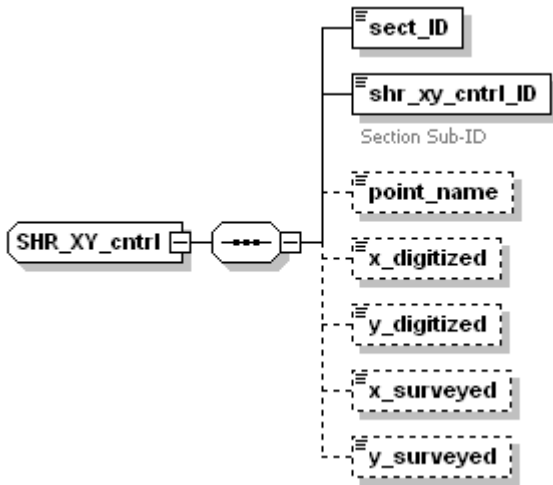 sect_ID
shr_xy_cntrl_ID
Section Sub-ID
point_name
SHR_XY_cntrl
x_digitized
y_digitized
x_surveyed
y_surveyed